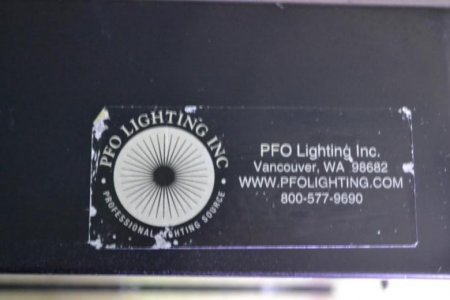 PFO LIGHTING INC
• PROFESSIONAL LIGHTING SOURCE •
PFO Lighting Inc.
Vancouver, WA 98682
WWW.PFOLIGHTING.COM
800-577-9690